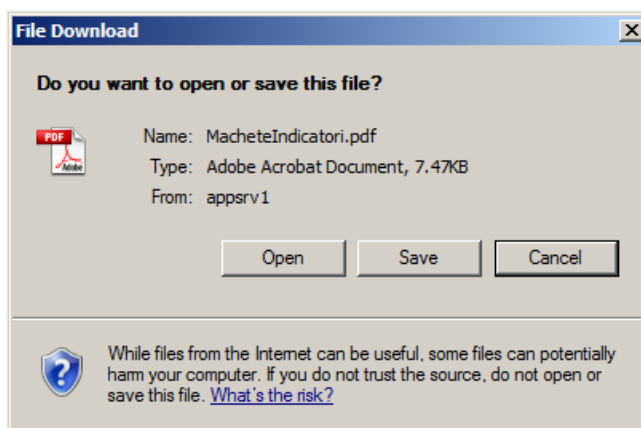 File Download
Do you want to open or save this file?
PDF
Adobe
Name: MacheteIndicatori.pdf
Type: Adobe Acrobat Document, 7.47KB
From: appsrv1
Open Save Cancel
While files from the Internet can be useful, some files can potentially
harm your computer. If you do not trust the source, do not open or
save this file. What's the risk?